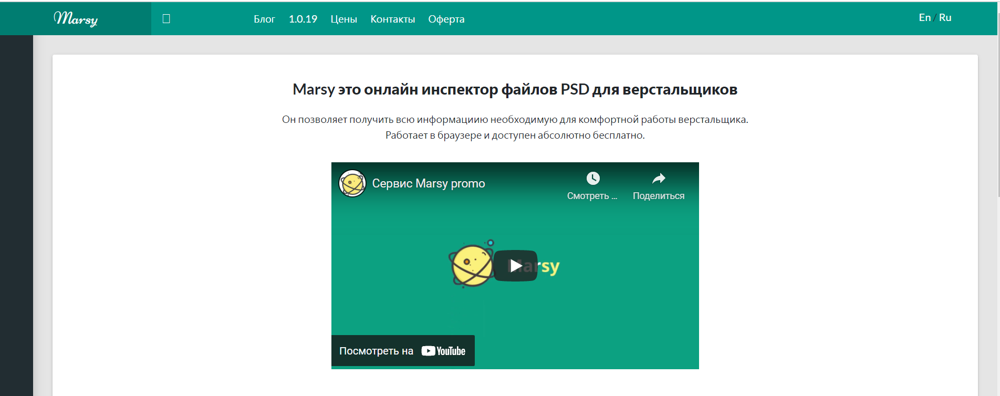 Marsy
Блог 1.0.19 Цены Контакты Оферта
En / Ru
Marsy это онлайн инспектор файлов PSD для верстальщиков
Он позволяет получить всю информациию необходимую для комфортной работы верстальщика.
Работает в браузере и доступен абсолютно бесплатно.
Сервис Marsy promo
Смотреть ...
Поделиться
Marsy
Посмотреть на YouTube